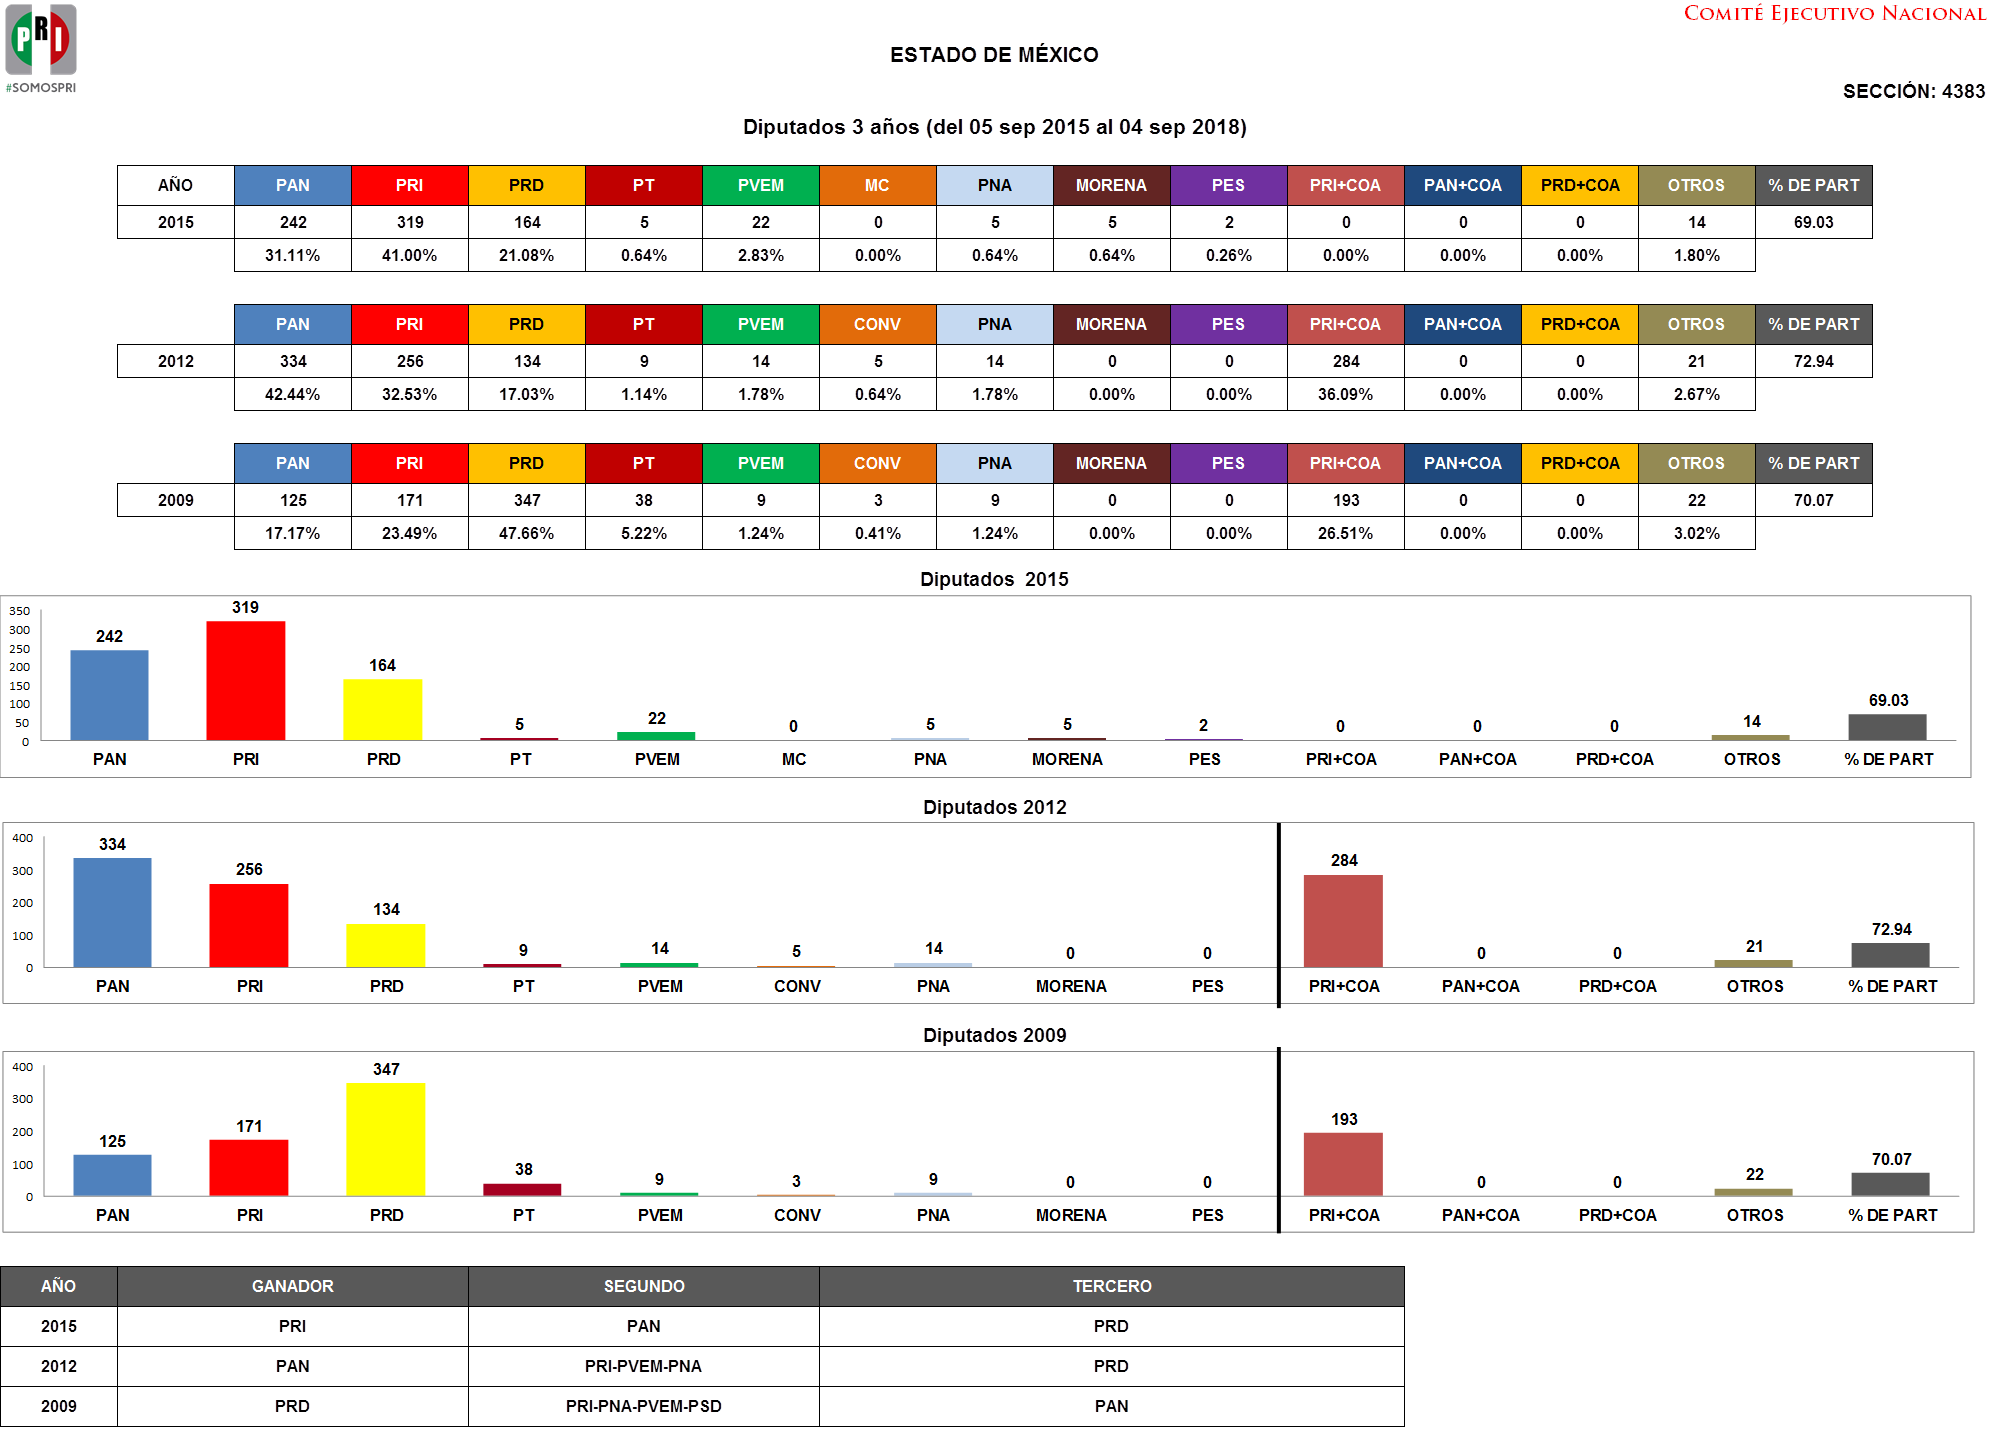 PRI
#SOMOSPRI
COMITÉ EJECUTIVO NACIONAL
ESTADO DE MÉXICO
SECCIÓN: 4383
Diputados 3 años (del 05 sep 2015 al 04 sep 2018)
AÑO PAN PRI PRD PT PVEM MC PNA MORENA PES PRI+COA PAN+COA PRD+COA OTROS % DE PART
2015 242 319 164 5 22 0 5 5 2 0 0 0 14 69.03
31.11% 41.00% 21.08% 0.64% 2.83% 0.00% 0.64% 0.64% 0.26% 0.00% 0.00% 0.00% 1.80%
PAN PRI PRD PT PVEM CONV PNA MORENA PES PRI+COA PAN+COA PRD+COA OTROS % DE PART
2012 334 256 134 9 14 5 14 0 0 284 0 0 21 72.94
42.44% 32.53% 17.03% 1.14% 1.78% 0.64% 1.78% 0.00% 0.00% 36.09% 0.00% 0.00% 2.67%
PAN PRI PRD PT PVEM CONV PNA MORENA PES PRI+COA PAN+COA PRD+COA OTROS % DE PART
2009 125 171 347 38 9 3 9 0 0 193 0 0 22 70.07
17.17% 23.49% 47.66% 5.22% 1.24% 0.41% 1.24% 0.00% 0.00% 26.51% 0.00% 0.00% 3.02%
Diputados 2015
350
300
250
200
150
100
50
0
242 319 164 5 22 0 5 5 2 0 0 0 14 69.03
PAN PRI PRD PT PVEM MC PNA MORENA PES PRI+COA PAN+COA PRD+COA OTROS % DE PART
Diputados 2012
400
300
200
100
0
334 256 134 9 14 5 14 0 0 284 0 0 21 72.94
PAN PRI PRD PT PVEM CONV PNA MORENA PES PRI+COA PAN+COA PRD+COA OTROS % DE PART
Diputados 2009
400
300
200
100
0
125 171 347 38 9 3 9 0 0 193 0 0 22 70.07
PAN PRI PRD PT PVEM CONV PNA MORENA PES PRI+COA PAN+COA PRD+COA OTROS % DE PART
AÑO GANADOR SEGUNDO TERCERO
2015 PRI PAN PRD
2012 PAN PRI-PVEM-PNA PRD
2009 PRD PRI-PNA-PVEM-PSD PAN